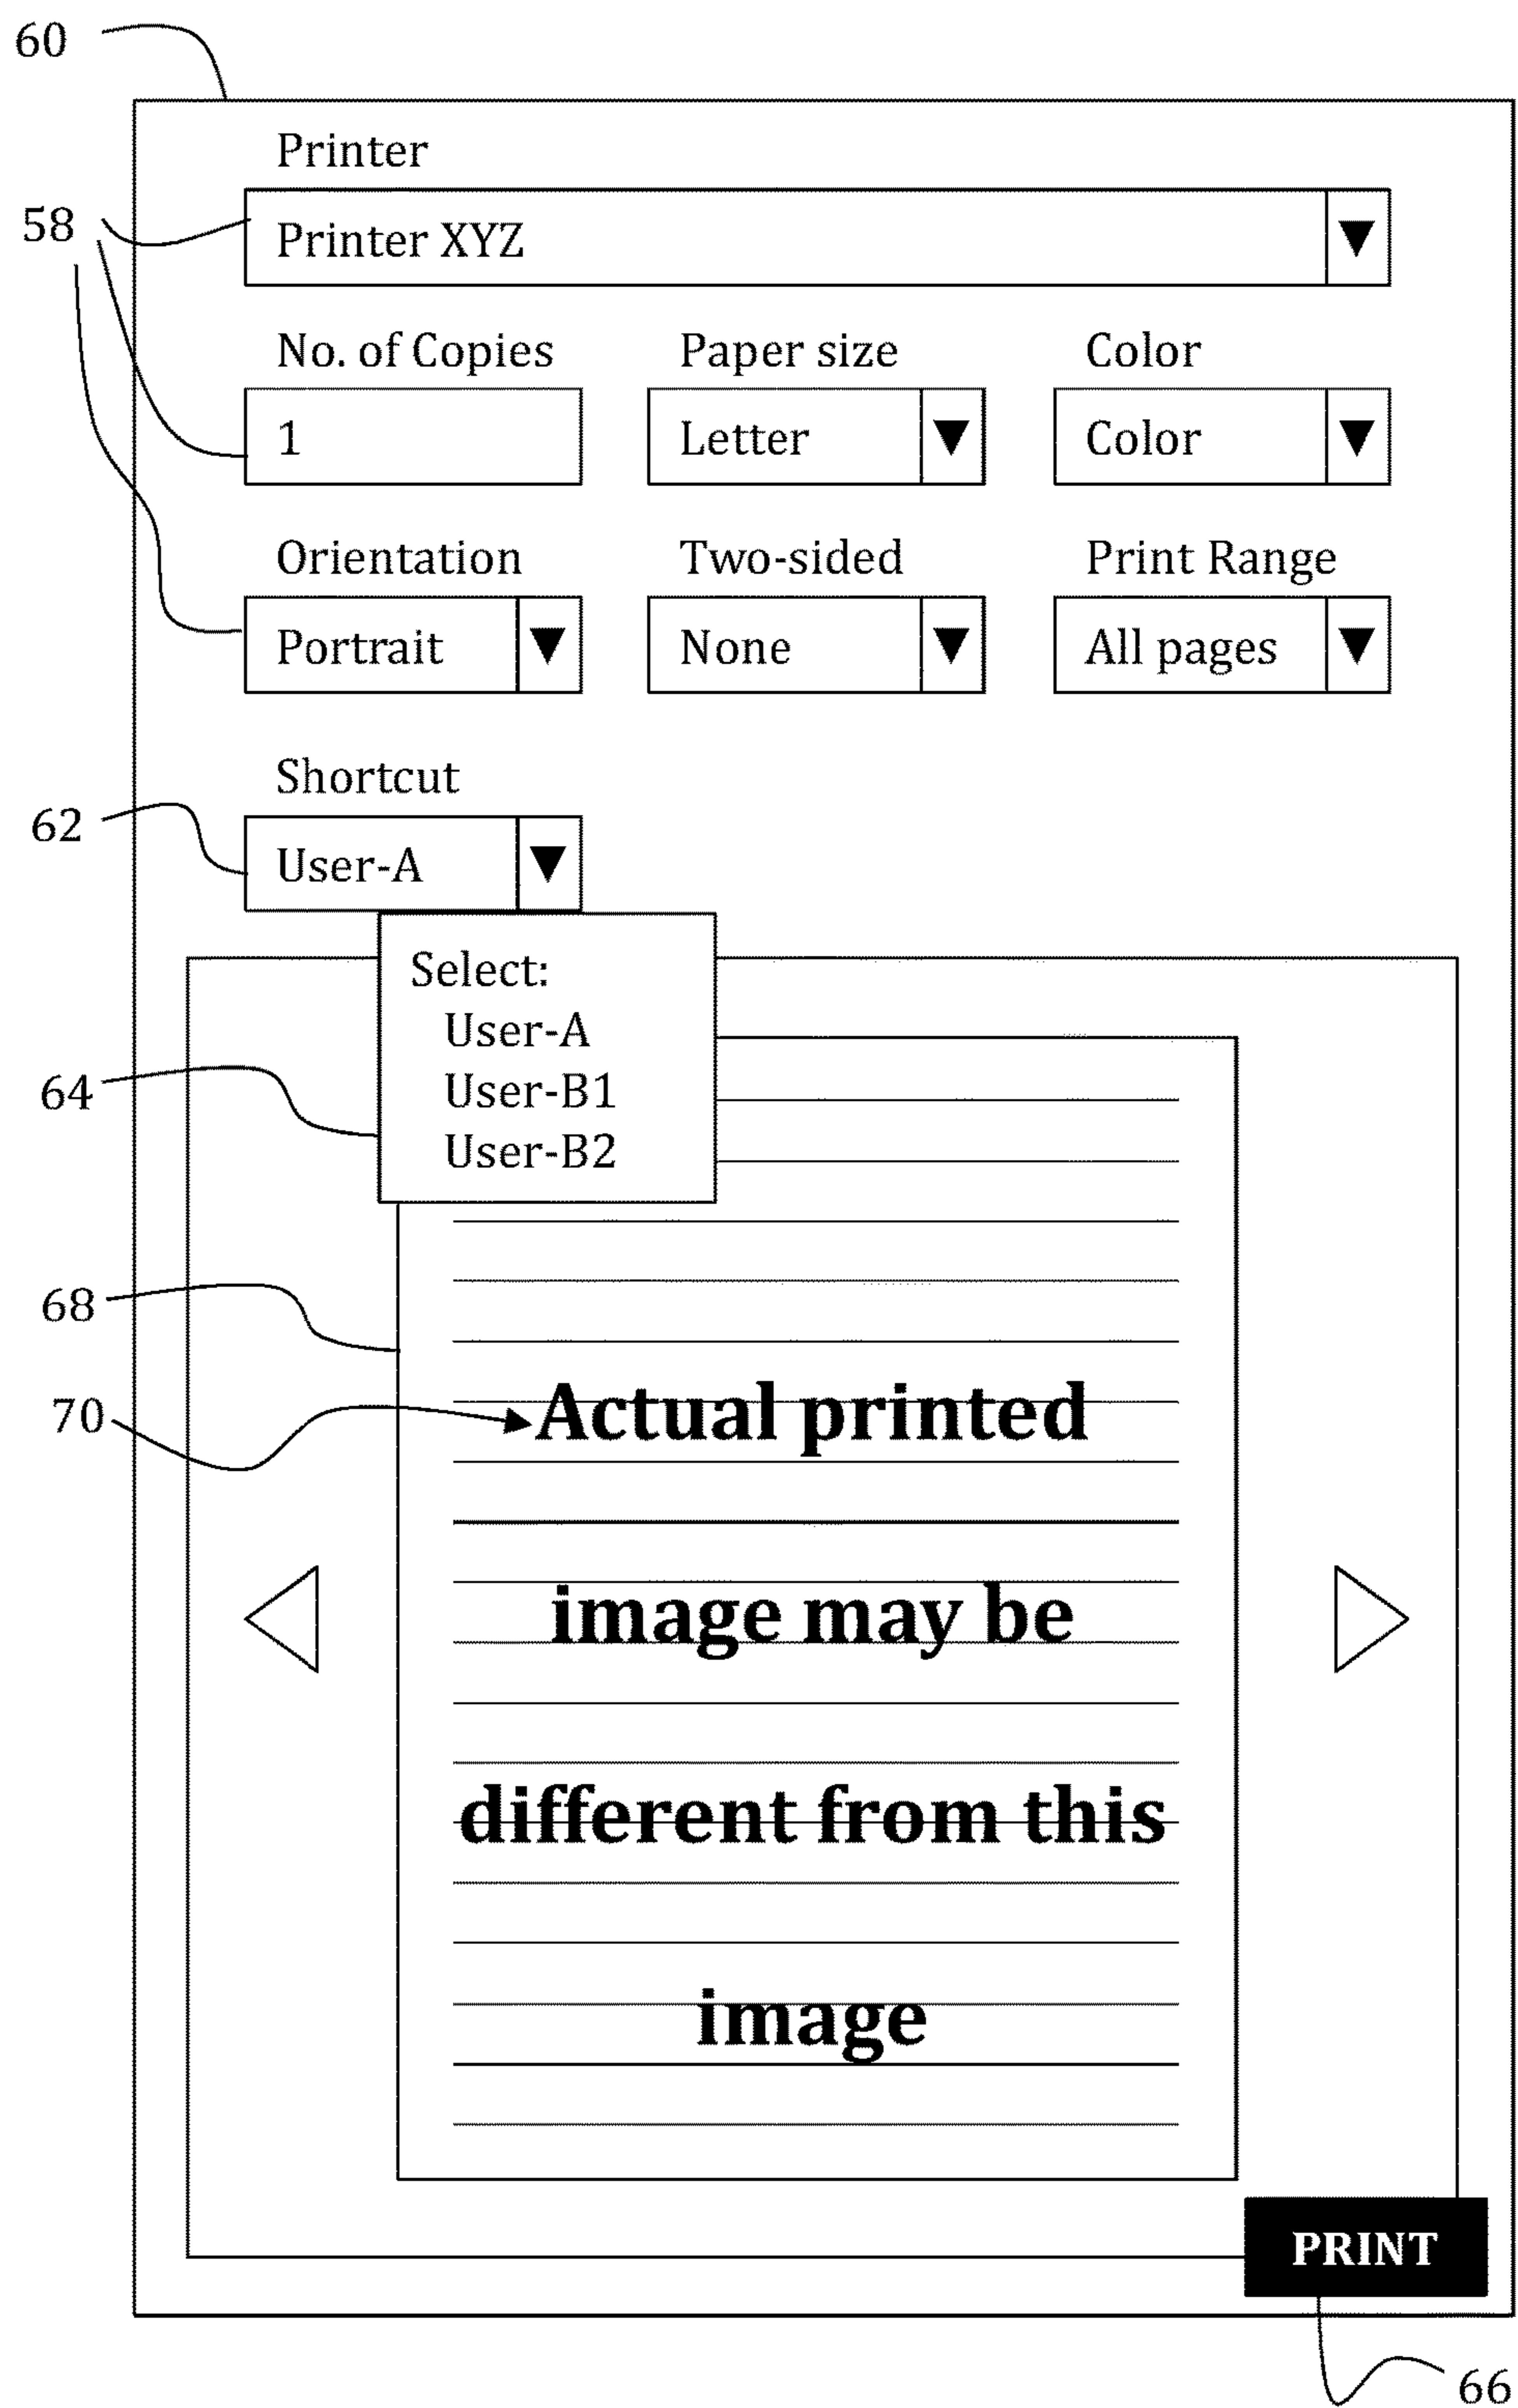 60
Printer
58
Printer XYZ
No. of Copies Paper size Color
1 Letter Color
Orientation Two-sided Print Range
Portrait None All pages
Shortcut
62
User-A
Select:
User-A
64
User-B1
User-B2
68
70
Actual printed
image may be
different from this
image
PRINT
66